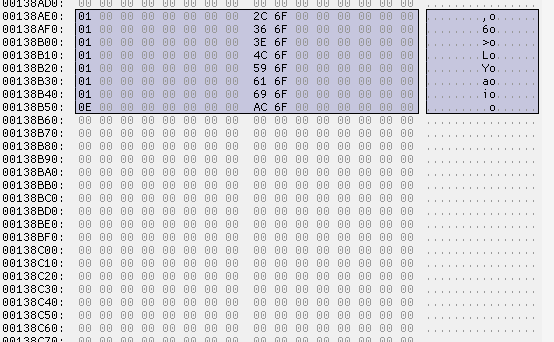 00138AD0: 00 00 00 00 00 00 00 00 00 00 00 00 00 00 00 00 ................
00138AE0: 01 00 00 00 00 00 00 00 2C 6F 00 00 00 00 00 00 ........,o......
00138AF0: 01 00 00 00 00 00 00 00 36 6F 00 00 00 00 00 00 ........6o......
00138B00: 01 00 00 00 00 00 00 00 3E 6F 00 00 00 00 00 00 ........>o......
00138B10: 01 00 00 00 00 00 00 00 4C 6F 00 00 00 00 00 00 ........Lo......
00138B20: 01 00 00 00 00 00 00 00 59 6F 00 00 00 00 00 00 ........Yo......
00138B30: 01 00 00 00 00 00 00 00 61 6F 00 00 00 00 00 00 ........ao......
00138B40: 01 00 00 00 00 00 00 00 69 6F 00 00 00 00 00 00 ........io......
00138B50: 0E 00 00 00 00 00 00 00 AC 6F 00 00 00 00 00 00 .........o......
00138B60: 00 00 00 00 00 00 00 00 00 00 00 00 00 00 00 00 ................
00138B70: 00 00 00 00 00 00 00 00 00 00 00 00 00 00 00 00 ................
00138B80: 00 00 00 00 00 00 00 00 00 00 00 00 00 00 00 00 ................
00138B90: 00 00 00 00 00 00 00 00 00 00 00 00 00 00 00 00 ................
00138BA0: 00 00 00 00 00 00 00 00 00 00 00 00 00 00 00 00 ................
00138BB0: 00 00 00 00 00 00 00 00 00 00 00 00 00 00 00 00 ................
00138BC0: 00 00 00 00 00 00 00 00 00 00 00 00 00 00 00 00 ................
00138BD0: 00 00 00 00 00 00 00 00 00 00 00 00 00 00 00 00 ................
00138BE0: 00 00 00 00 00 00 00 00 00 00 00 00 00 00 00 00 ................
00138BF0: 00 00 00 00 00 00 00 00 00 00 00 00 00 00 00 00 ................
00138C00: 00 00 00 00 00 00 00 00 00 00 00 00 00 00 00 00 ................
00138C10: 00 00 00 00 00 00 00 00 00 00 00 00 00 00 00 00 ................
00138C20: 00 00 00 00 00 00 00 00 00 00 00 00 00 00 00 00 ................
00138C30: 00 00 00 00 00 00 00 00 00 00 00 00 00 00 00 00 ................
00138C40: 00 00 00 00 00 00 00 00 00 00 00 00 00 00 00 00 ................
00138C50: 00 00 00 00 00 00 00 00 00 00 00 00 00 00 00 00 ................
00138C60: 00 00 00 00 00 00 00 00 00 00 00 00 00 00 00 00 ................
00138C70: